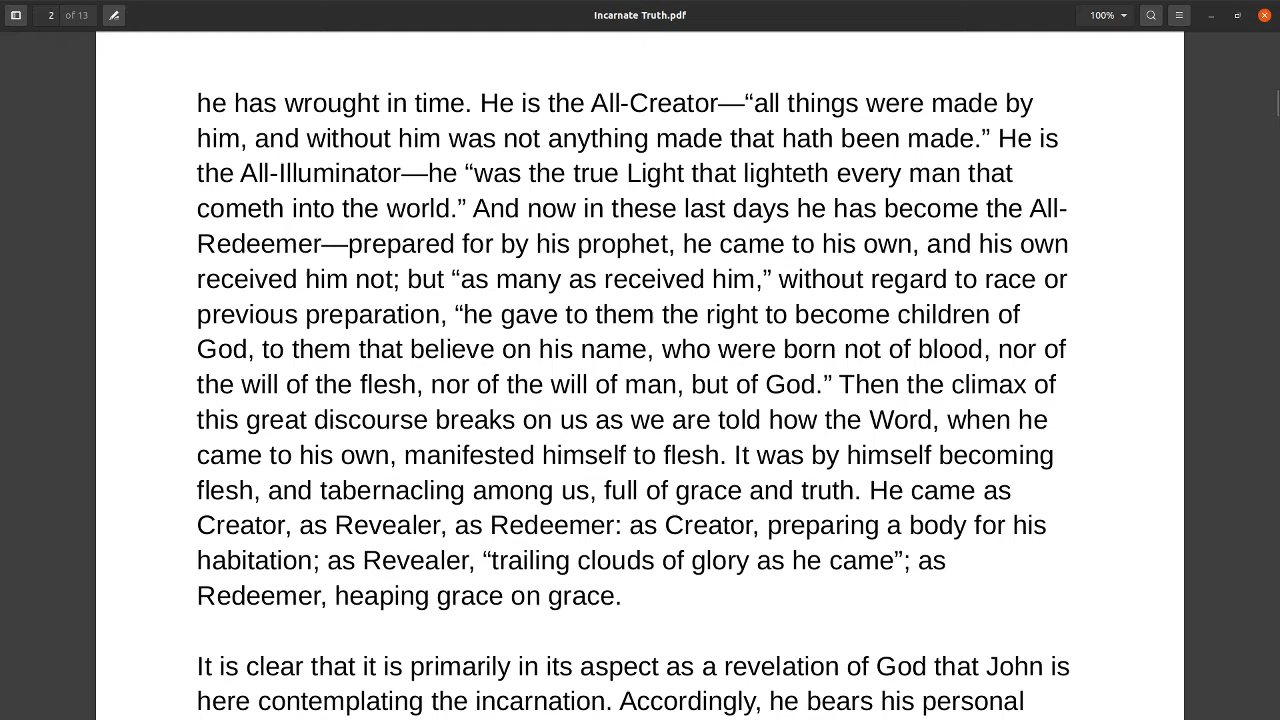 2 of 13
Incarnate Truth.pdf
100%
he has wrought in time. He is the All-Creator—“all things were made by
him, and without him was not anything made that hath been made.” He is
the All-Illuminator—he “was the true Light that lighteth every man that
cometh into the world.” And now in these last days he has become the All-
Redeemer—prepared for by his prophet, he came to his own, and his own
received him not; but “as many as received him,” without regard to race or
previous preparation, “he gave to them the right to become children of
God, to them that believe on his name, who were born not of blood, nor of
the will of the flesh, nor of the will of man, but of God.” Then the climax of
this great discourse breaks on us as we are told how the Word, when he
came to his own, manifested himself to flesh. It was by himself becoming
flesh, and tabernacling among us, full of grace and truth. He came as
Creator, as Revealer, as Redeemer: as Creator, preparing a body for his
habitation; as Revealer, “trailing clouds of glory as he came”; as
Redeemer, heaping grace on grace.
It is clear that it is primarily in its aspect as a revelation of God that John is
here contemplating the incarnation. Accordingly, he bears his personal